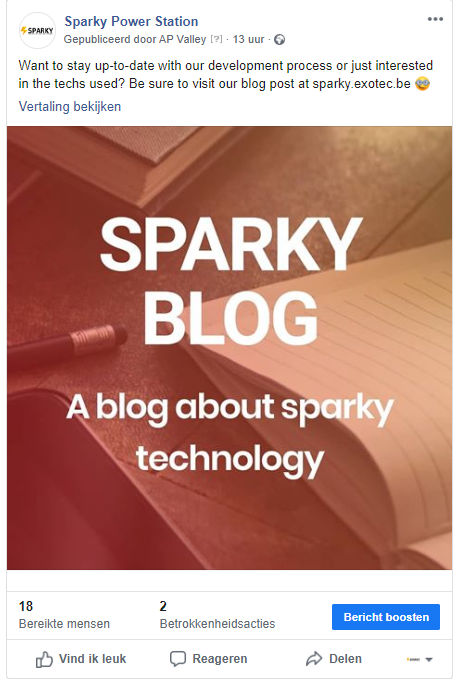 SPARKY
Sparky Power Station
Gepubliceerd door AP Valley [?] · 13 uur ·
Want to stay up-to-date with our development process or just interested
in the techs used? Be sure to visit our blog post at sparky.exotec.be
Vertaling bekijken
SPARKY
BLOG
A blog about sparky
technology
18
Bereikte mensen
2
Betrokkenheidsacties
Bericht boosten
Vind ik leuk
Reageren
Delen